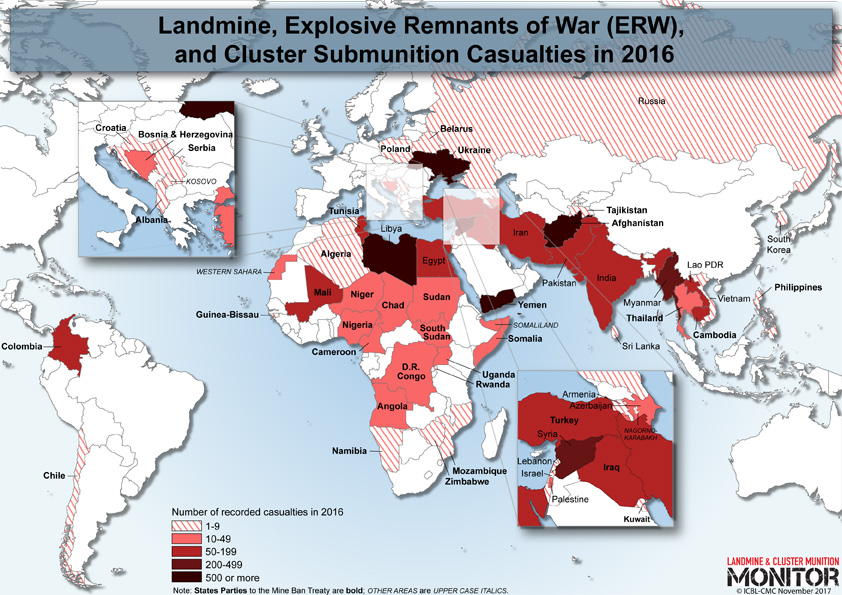 Landmine, Explosive Remnants of War (ERW),
and Cluster Submunition Casualties in 2016
Russia
Croatia
Bosnia & Herzegovina
Serbia
KOSOVO
Albania
Belarus
Poland
Ukraine
Tunisia
Libya
Algeria
Egypt
WESTERN SAHARA
Mali
Niger
Chad
Sudan
Guinea-Bissau
Nigeria
South
Sudan
Cameroon
D.R.
Congo
Angola
Namibia
Uganda
Rwanda
Mozambique
Zimbabwe
Yemen
SOMALILAND
Somalia
Iran
Tajikistan
Afghanistan
Pakistan
India
Sri Lanka
Myanmar
Thailand
Lao PDR
Vietnam
Cambodia
South
Korea
Philippines
Colombia
Chile
Armenia
Azerbaijan
Turkey
NAGORNO-
KARABAKH
Syria
Lebanon
Israel
Iraq
Palestine
Kuwait
Number of recorded casualties in 2016
1-9
10-49
50-199
200-499
500 or more
Note: States Parties to the Mine Ban Treaty are bold; OTHER AREAS are UPPER CASE ITALICS.
LANDMINE & CLUSTER MUNITION
MONITOR
© ICBL-CMC November 2017